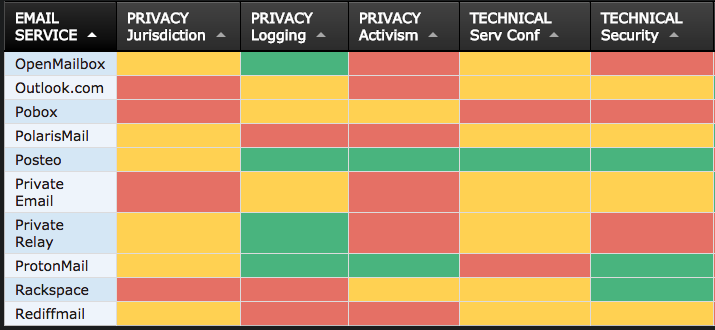 EMAIL SERVICE PRIVACY Jurisdiction PRIVACY Logging PRIVACY Activism TECHNICAL Serv Conf TECHNICAL Security
OpenMailbox
Outlook.com
Pobox
PolarisMail
Posteo
Private
Email
Private
Relay
ProtonMail
Rackspace
Rediffmail